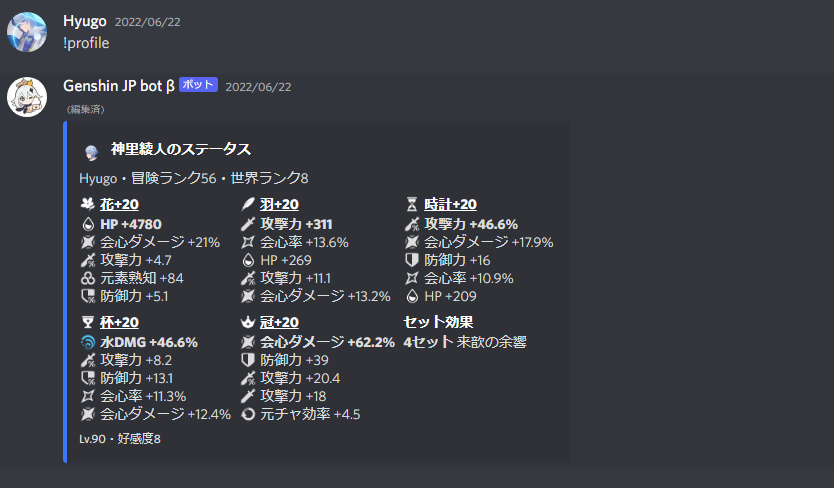 Hyugo 2022/06/22
!profile
Genshin JP bot β ボット 2022/06/22
(編集済)
神里綾人のステータス
Hyugo・冒険ランク56・世界ランク8
花+20
HP +4780
会心ダメージ +21%
攻撃力 +4.7
元素熟知 +84
防御力 +5.1
羽+20
攻撃力 +311
会心率 +13.6%
HP +269
攻撃力 +11.1
会心ダメージ +13.2%
時計+20
攻撃力 +46.6%
会心ダメージ +17.9%
防御力 +16
会心率 +10.9%
HP +209
杯+20
水DMG +46.6%
攻撃力 +8.2
防御力 +13.1
会心率 +11.3%
会心ダメージ +12.4%
冠+20
会心ダメージ +62.2%
防御力 +39
攻撃力 +20.4
攻撃力 +18
元チャ効率 +4.5
セット効果
4セット 来歆の余響
Lv.90・好感度8